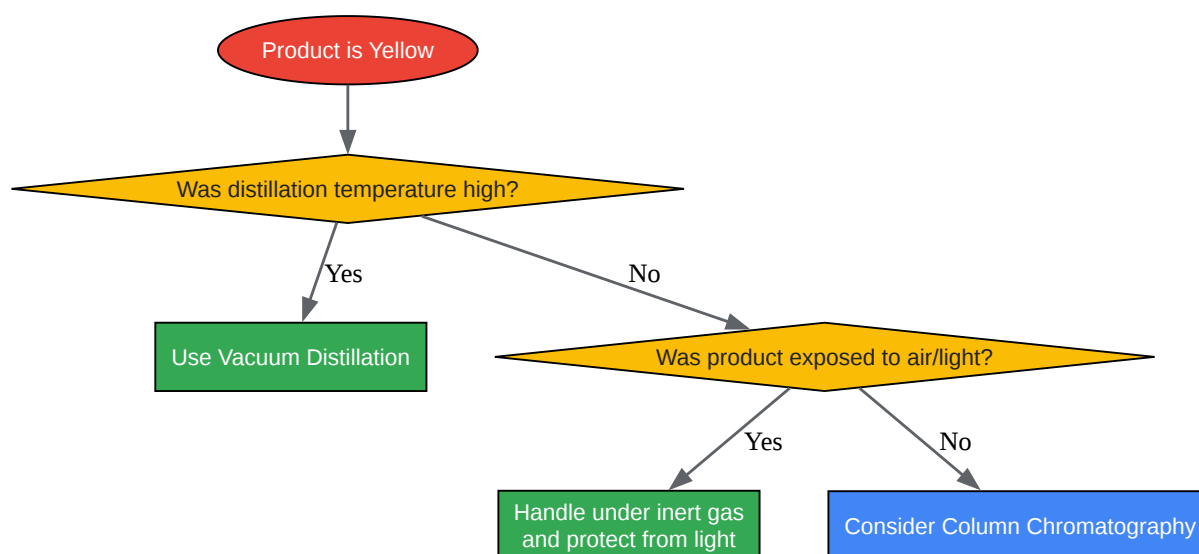 Product is Yellow
Was distillation temperature high?
Yes
No
Use Vacuum Distillation
Was product exposed to air/light?
Yes
No
Handle under inert gas
and protect from light
Consider Column Chromatography